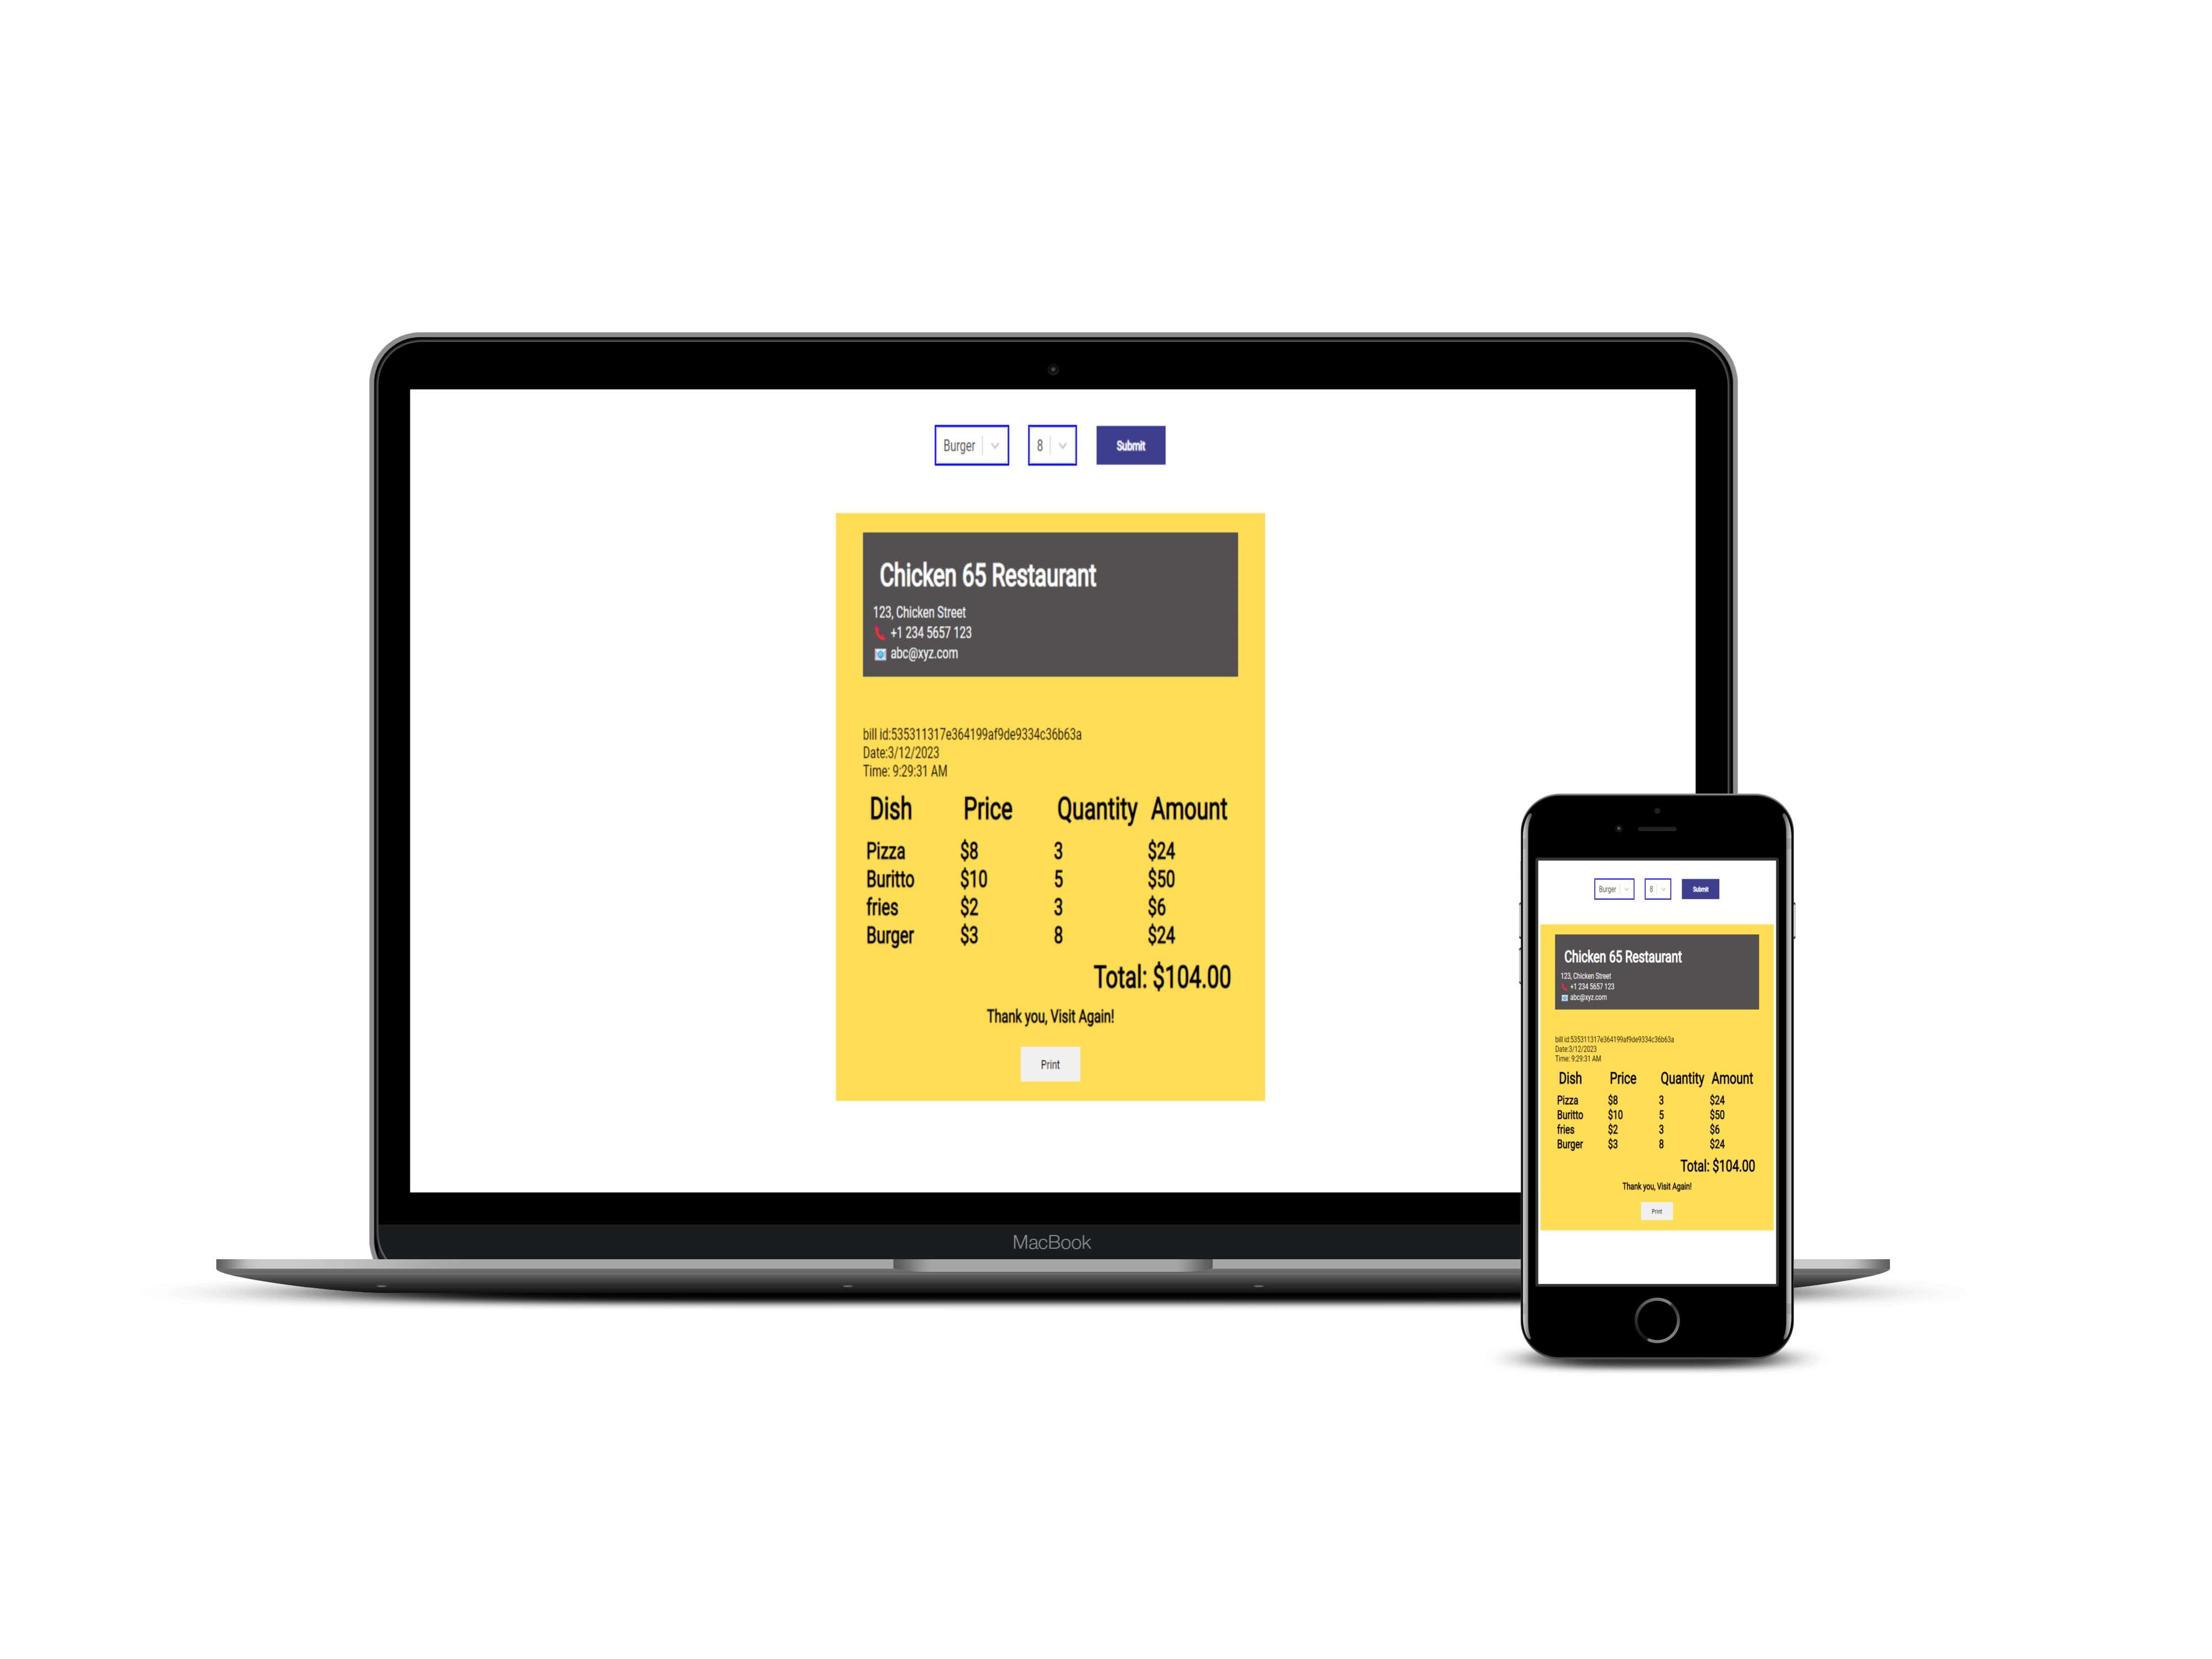 Burger 8 Submit
Chicken 65 Restaurant
123, Chicken Street
+1 234 5657 123
abc@xyz.com
bill id:535311317e364199af9de9334c36b63a
Date:3/12/2023
Time: 9:29:31 AM
Dish Price Quantity Amount
Pizza $8 3 $24
Buritto $10 5 $50
fries $2 3 $6
Burger $3 8 $24
Total: $104.00
Thank you, Visit Again!
Print
MacBook
Burger 8 Submit
Chicken 65 Restaurant
123, Chicken Street
+1 234 5657 123
abc@xyz.com
bill id:535311317e364199af9de9334c36b63a
Date:3/12/2023
Time: 9:29:31 AM
Dish Price Quantity Amount
Pizza $8 3 $24
Buritto $10 5 $50
fries $2 3 $6
Burger $3 8 $24
Total: $104.00
Thank you, Visit Again!
Print